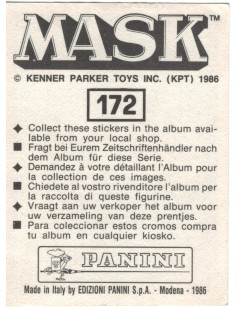 MASK™
© KENNER PARKER TOYS INC. (KPT) 1986
172
Collect these stickers in the album avai-
lable from your local shop.
Fragt bei Eurem Zeitschriftenhändler nach
dem Album für diese Serie.
Demandez à votre détaillant l'Album pour
la collection de ces images.
Chiedete al vostro rivenditore l'album per
la raccolta di queste figurine.
Vraagt aan uw verkoper het album voor
uw verzameling van deze prentjes.
Para coleccionar estos cromos compra
tu album en cualquier kiosko.
PANINI
Made in Italy by EDIZIONI PANINI S.p.A. - Modena - 1986